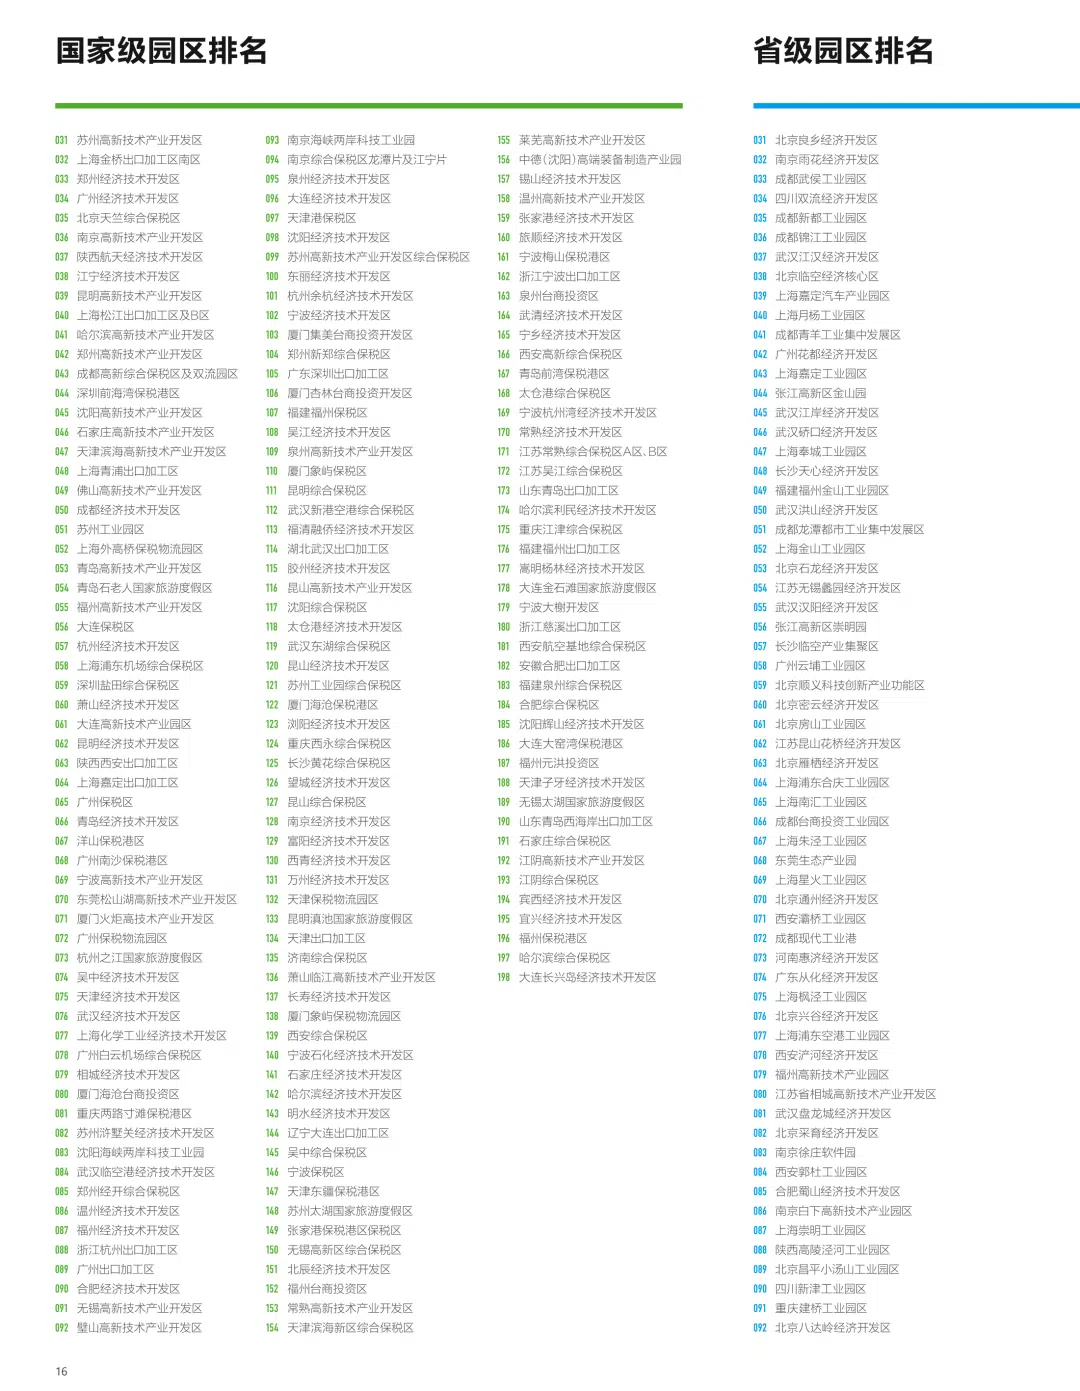 国家级园区排名
031 苏州高新技术产业开发区
032 上海金桥出口加工区南区
033 郑州经济技术开发区
034 广州经济技术开发区
035 北京天竺综合保税区
036 南京高新技术产业开发区
037 陕西航天经济技术开发区
038 江宁经济技术开发区
039 昆明高新技术产业开发区
040 上海松江出口加工区及B区
041 哈尔滨高新技术产业开发区
042 郑州高新技术产业开发区
043 成都高新综合保税区及双流园区
044 深圳前海湾保税港区
045 沈阳高新技术产业开发区
046 石家庄高新技术产业开发区
047 天津滨海高新技术产业开发区
048 上海青浦出口加工区
049 佛山高新技术产业开发区
050 成都经济技术开发区
051 苏州工业园区
052 上海外高桥保税物流园区
053 青岛高新技术产业开发区
054 青岛石老人国家旅游度假区
055 福州高新技术产业开发区
056 大连保税区
057 杭州经济技术开发区
058 上海浦东机场综合保税区
059 深圳盐田综合保税区
060 萧山经济技术开发区
061 大连高新技术产业园区
062 昆明经济技术开发区
063 陕西西安出口加工区
064 上海嘉定出口加工区
065 广州保税区
066 青岛经济技术开发区
067 洋山保税港区
068 广州南沙保税港区
069 宁波高新技术产业开发区
070 东莞松山湖高新技术产业开发区
071 厦门火炬高技术产业开发区
072 广州保税物流园区
073 杭州之江国家旅游度假区
074 吴中经济技术开发区
075 天津经济技术开发区
076 武汉经济技术开发区
077 上海化学工业经济技术开发区
078 广州白云机场综合保税区
079 相城经济技术开发区
080 厦门海沧台商投资区
081 重庆两路寸滩保税港区
082 苏州浒墅关经济技术开发区
083 沈阳海峡两岸科技工业园
084 武汉临空港经济技术开发区
085 郑州经开综合保税区
086 温州经济技术开发区
087 福州经济技术开发区
088 浙江杭州出口加工区
089 广州出口加工区
090 合肥经济技术开发区
091 无锡高新技术产业开发区
092 璧山高新技术产业开发区
093 南京海峡两岸科技工业园
094 南京综合保税区龙潭片及江宁片
095 泉州经济技术开发区
096 大连经济技术开发区
097 天津港保税区
098 沈阳经济技术开发区
099 苏州高新技术产业开发区综合保税区
100 东丽经济技术开发区
101 杭州余杭经济技术开发区
102 宁波经济技术开发区
103 厦门集美台商投资开发区
104 郑州新郑综合保税区
105 广东深圳出口加工区
106 厦门杏林台商投资开发区
107 福建福州保税区
108 吴江经济技术开发区
109 泉州高新技术产业开发区
110 厦门象屿保税区
111 昆明综合保税区
112 武汉新港空港综合保税区
113 福清融侨经济技术开发区
114 湖北武汉出口加工区
115 胶州经济技术开发区
116 昆山高新技术产业开发区
117 沈阳综合保税区
118 太仓港经济技术开发区
119 武汉东湖综合保税区
120 昆山经济技术开发区
121 苏州工业园综合保税区
122 厦门海沧保税港区
123 浏阳经济技术开发区
124 重庆西永综合保税区
125 长沙黄花综合保税区
126 望城经济技术开发区
127 昆山综合保税区
128 南京经济技术开发区
129 富阳经济技术开发区
130 西青经济技术开发区
131 万州经济技术开发区
132 天津保税物流园区
133 昆明滇池国家旅游度假区
134 天津出口加工区
135 济南综合保税区
136 萧山临江高新技术产业开发区
137 长寿经济技术开发区
138 厦门象屿保税物流园区
139 西安综合保税区
140 宁波石化经济技术开发区
141 石家庄经济技术开发区
142 哈尔滨经济技术开发区
143 明水经济技术开发区
144 辽宁大连出口加工区
145 吴中综合保税区
146 宁波保税区
147 天津东疆保税港区
148 苏州太湖国家旅游度假区
149 张家港保税港区保税区
150 无锡高新区综合保税区
151 北辰经济技术开发区
152 福州台商投资区
153 常熟高新技术产业开发区
154 天津滨海新区综合保税区
155 莱芜高新技术产业开发区
156 中德(沈阳)高端装备制造产业园
157 锡山经济技术开发区
158 温州高新技术产业开发区
159 张家港经济技术开发区
160 旅顺经济技术开发区
161 宁波梅山保税港区
162 浙江宁波出口加工区
163 泉州台商投资区
164 武清经济技术开发区
165 宁乡经济技术开发区
166 西安高新综合保税区
167 青岛前湾保税港区
168 太仓港综合保税区
169 宁波杭州湾经济技术开发区
170 常熟经济技术开发区
171 江苏常熟综合保税区A区、B区
172 江苏吴江综合保税区
173 山东青岛出口加工区
174 哈尔滨利民经济技术开发区
175 重庆江津综合保税区
176 福建福州出口加工区
177 嵩明杨林经济技术开发区
178 大连金石滩国家旅游度假区
179 宁波大榭开发区
180 浙江慈溪出口加工区
181 西安航空基地综合保税区
182 安徽合肥出口加工区
183 福建泉州综合保税区
184 合肥综合保税区
185 沈阳辉山经济技术开发区
186 大连大窑湾保税港区
187 福州元洪投资区
188 天津子牙经济技术开发区
189 无锡太湖国家旅游度假区
190 山东青岛西海岸出口加工区
191 石家庄综合保税区
192 江阴高新技术产业开发区
193 江阴综合保税区
194 宾西经济技术开发区
195 宜兴经济技术开发区
196 福州保税港区
197 哈尔滨综合保税区
198 大连长兴岛经济技术开发区
省级园区排名
031 北京良乡经济开发区
032 南京雨花经济开发区
033 成都武侯工业园区
034 四川双流经济开发区
035 成都新都工业园区
036 成都锦江工业园区
037 武汉江汉经济开发区
038 北京临空经济核心区
039 上海嘉定汽车产业园区
040 上海月杨工业园区
041 成都青羊工业集中发展区
042 广州花都经济开发区
043 上海嘉定工业园区
044 张江高新区金山园
045 武汉江岸经济开发区
046 武汉硚口经济开发区
047 上海奉城工业园区
048 长沙天心经济开发区
049 福建福州金山工业园区
050 武汉洪山经济开发区
051 成都龙潭都市工业集中发展区
052 上海金山工业园区
053 北京石龙经济开发区
054 江苏无锡蠡园经济开发区
055 武汉汉阳经济开发区
056 张江高新区崇明园
057 长沙临空产业集聚区
058 广州云埔工业园区
059 北京顺义科技创新产业功能区
060 北京密云经济开发区
061 北京房山工业园区
062 江苏昆山花桥经济开发区
063 北京雁栖经济开发区
064 上海浦东合庆工业园区
065 上海南汇工业园区
066 成都台商投资工业园区
067 上海朱泾工业园区
068 东莞生态产业园
069 上海星火工业园区
070 北京通州经济开发区
071 西安灞桥工业园区
072 成都现代工业港
073 河南惠济经济开发区
074 广东从化经济开发区
075 上海枫泾工业园区
076 北京兴谷经济开发区
077 上海浦东空港工业园区
078 西安浐河经济开发区
079 福州高新技术产业园区
080 江苏省相城高新技术产业开发区
081 武汉盘龙城经济开发区
082 北京采育经济开发区
083 南京徐庄软件园
084 西安郭杜工业园区
085 合肥蜀山经济技术开发区
086 南京白下高新技术产业园区
087 上海崇明工业园区
088 陕西高陵泾河工业园区
089 北京昌平小汤山工业园区
090 四川新津工业园区
091 重庆建桥工业园区
092 北京八达岭经济开发区
16